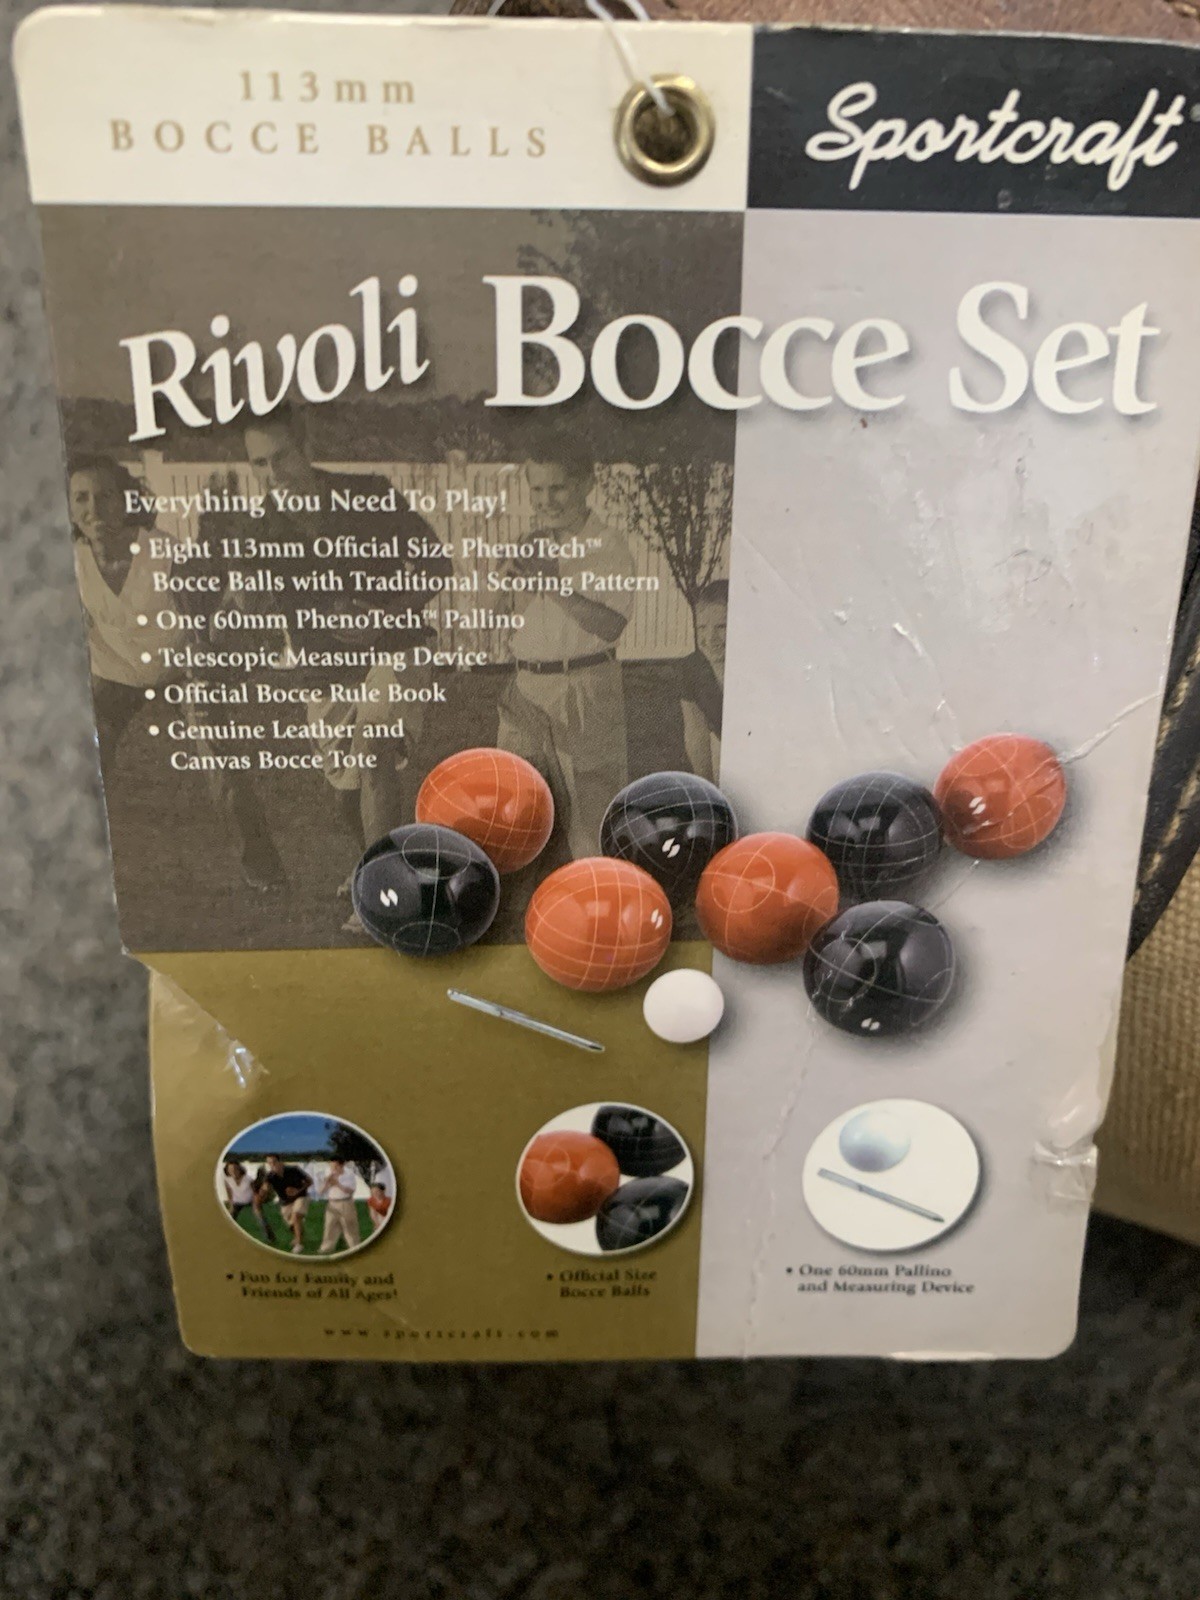 113mm
BOCCE BALLS
Sportcraft
Rivoli Bocce Set
Everything You Need To Play!
• Eight 113mm Official Size PhenoTech™
Bocce Balls with Traditional Scoring Pattern
• One 60mm PhenoTech™ Pallino
• Telescopic Measuring Device
• Official Bocce Rule Book
• Genuine Leather and
Canvas Bocce Tote
• Fun for Family and
Friends of All Ages!
• Official Size
Bocce Balls
• One 60mm Pallino
and Measuring Device
www.sportcraft.com